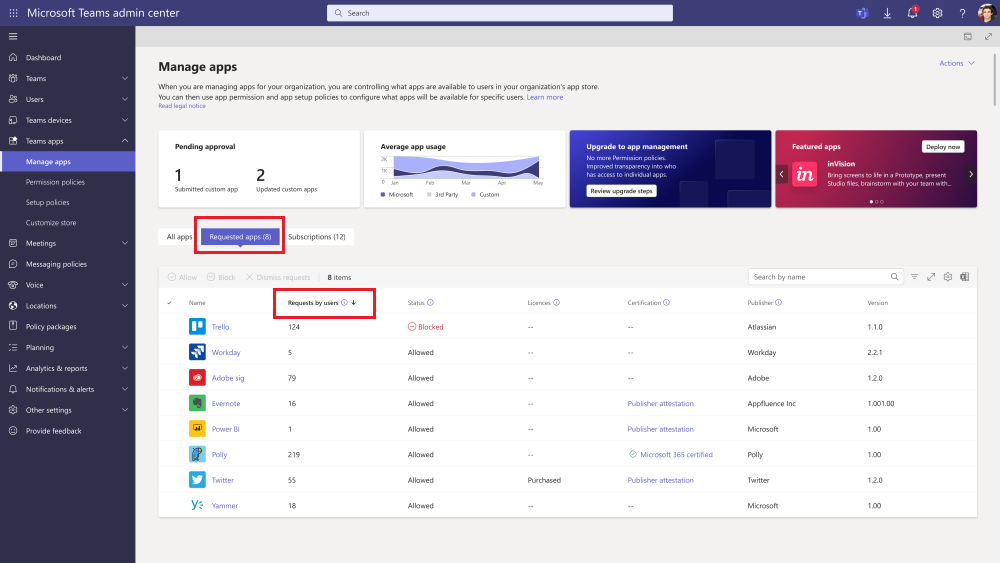 Microsoft Teams admin center
Search
1
Dashboard
Teams
Users
Teams devices
Teams apps
Manage apps
Permission policies
Setup policies
Customize store
Meetings
Messaging policies
Voice
Locations
Policy packages
Planning
Analytics & reports
Notifications & alerts
Other settings
Provide feedback
Manage apps
Actions
When you are managing apps for your organization, you are controlling what apps are available to users in your organization's app store.
You can then use app permission and app setup policies to configure what apps will be available for specific users. Learn more
Read legal notice
Pending approval
1 2
Submitted custom app Updated custom apps
Average app usage
2K
1K
0
Jan Feb Mar Apr May
Microsoft 3rd Party Custom
Upgrade to app management
No more Permission policies.
Improved transparency into who
has access to individual apps.
Review upgrade steps
Featured apps Deploy now
in
inVision
Bring screens to life in a Prototype, present
Studio files, brainstorm with your team with...
All apps Requested apps (8) Subscriptions (12)
Allow Block Dismiss requests 8 items Search by name
Name Requests by users Status Licences Certification Publisher Version
Trello 124 Blocked -- -- Atlassian 1.1.0
Workday 5 Allowed -- -- Workday 2.2.1
Adobe sig 79 Allowed -- -- Adobe 1.2.0
Evernote 16 Allowed -- Publisher attestation Appfluence Inc 1.001.00
Power BI 1 Allowed -- Publisher attestation Microsoft 1.00
Polly 219 Allowed -- Microsoft 365 certified Polly 1.00
Twitter 55 Allowed Purchased Publisher attestation Twitter 1.2.0
Yammer 18 Allowed -- -- Microsoft 1.00